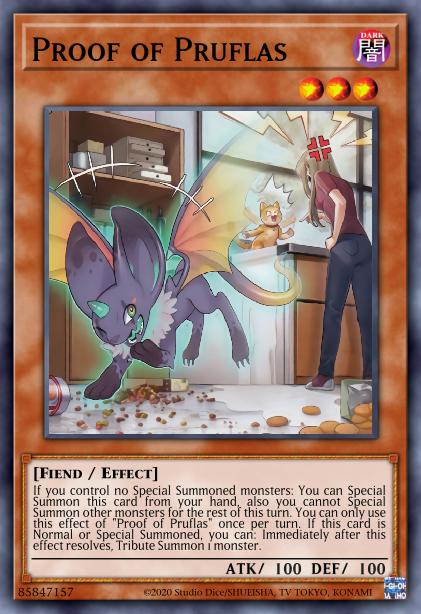 Proof of Pruflas
DARK
闇
[Fiend / Effect]
If you control no Special Summoned monsters: You can Special
Summon this card from your hand, also you cannot Special
Summon other monsters for the rest of this turn. You can only use
this effect of "Proof of Pruflas" once per turn. If this card is
Normal or Special Summoned, you can: Immediately after this
effect resolves, Tribute Summon 1 monster.
ATK/ 100 DEF/ 100
85847157
©2020 Studio Dice/SHUEISHA, TV TOKYO, KONAMI